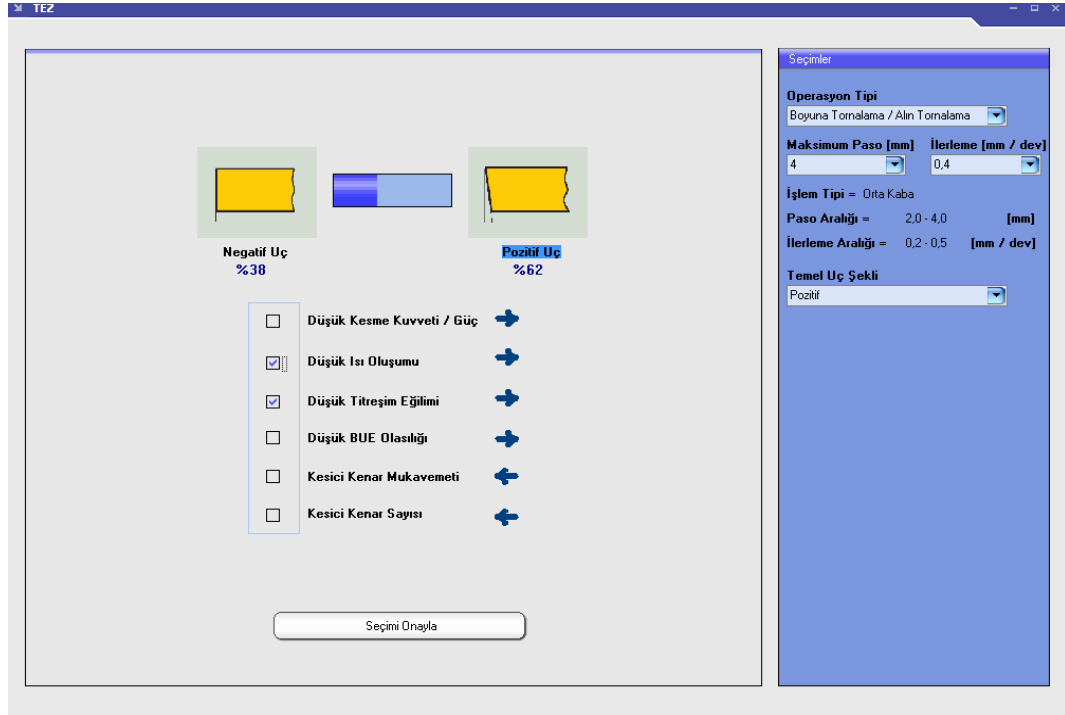 TEZ
Negatif Uç
%38
Pozitif Uç
%62
Düşük Kesme Kuvveti / Güç
Düşük Isı Oluşumu
Düşük Titreşim Eğilimi
Düşük BUE Olasılığı
Kesici Kenar Mukavemeti
Kesici Kenar Sayısı
Seçimi Onayla
Seçimler
Operasyon Tipi
Boyuna Tornalama / Alın Tornalama
Maksimum Paso [mm] İlerleme [mm / dev]
4 0,4
İşlem Tipi = Orta Kaba
Paso Aralığı = 2,0 - 4,0 [mm]
İlerleme Aralığı = 0,2 - 0,5 [mm / dev]
Temel Uç Şekli
Pozitif